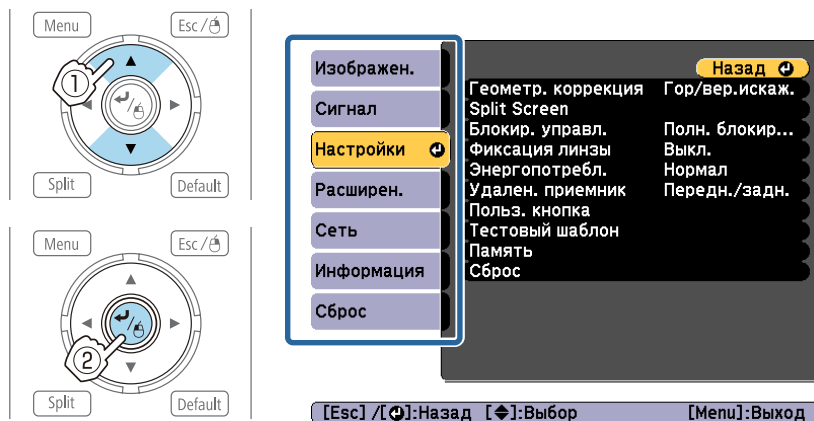 Menu
Esc /
1
Split
Default
Menu
Esc /
2
Split
Default
Изображен.
Сигнал
Настройки
Расширен.
Сеть
Информация
Сброс
Назад
Геометр. коррекция Гор/вер.искаж.
Split Screen
Блокир. управл. Полн. блокир...
Фиксация линзы Выкл.
Энергопотребл. Нормал
Удален. приемник Передн./задн.
Польз. кнопка
Тестовый шаблон
Память
Сброс
[Esc] /[ ]:Назад [ ]:Выбор [Menu]:Выход